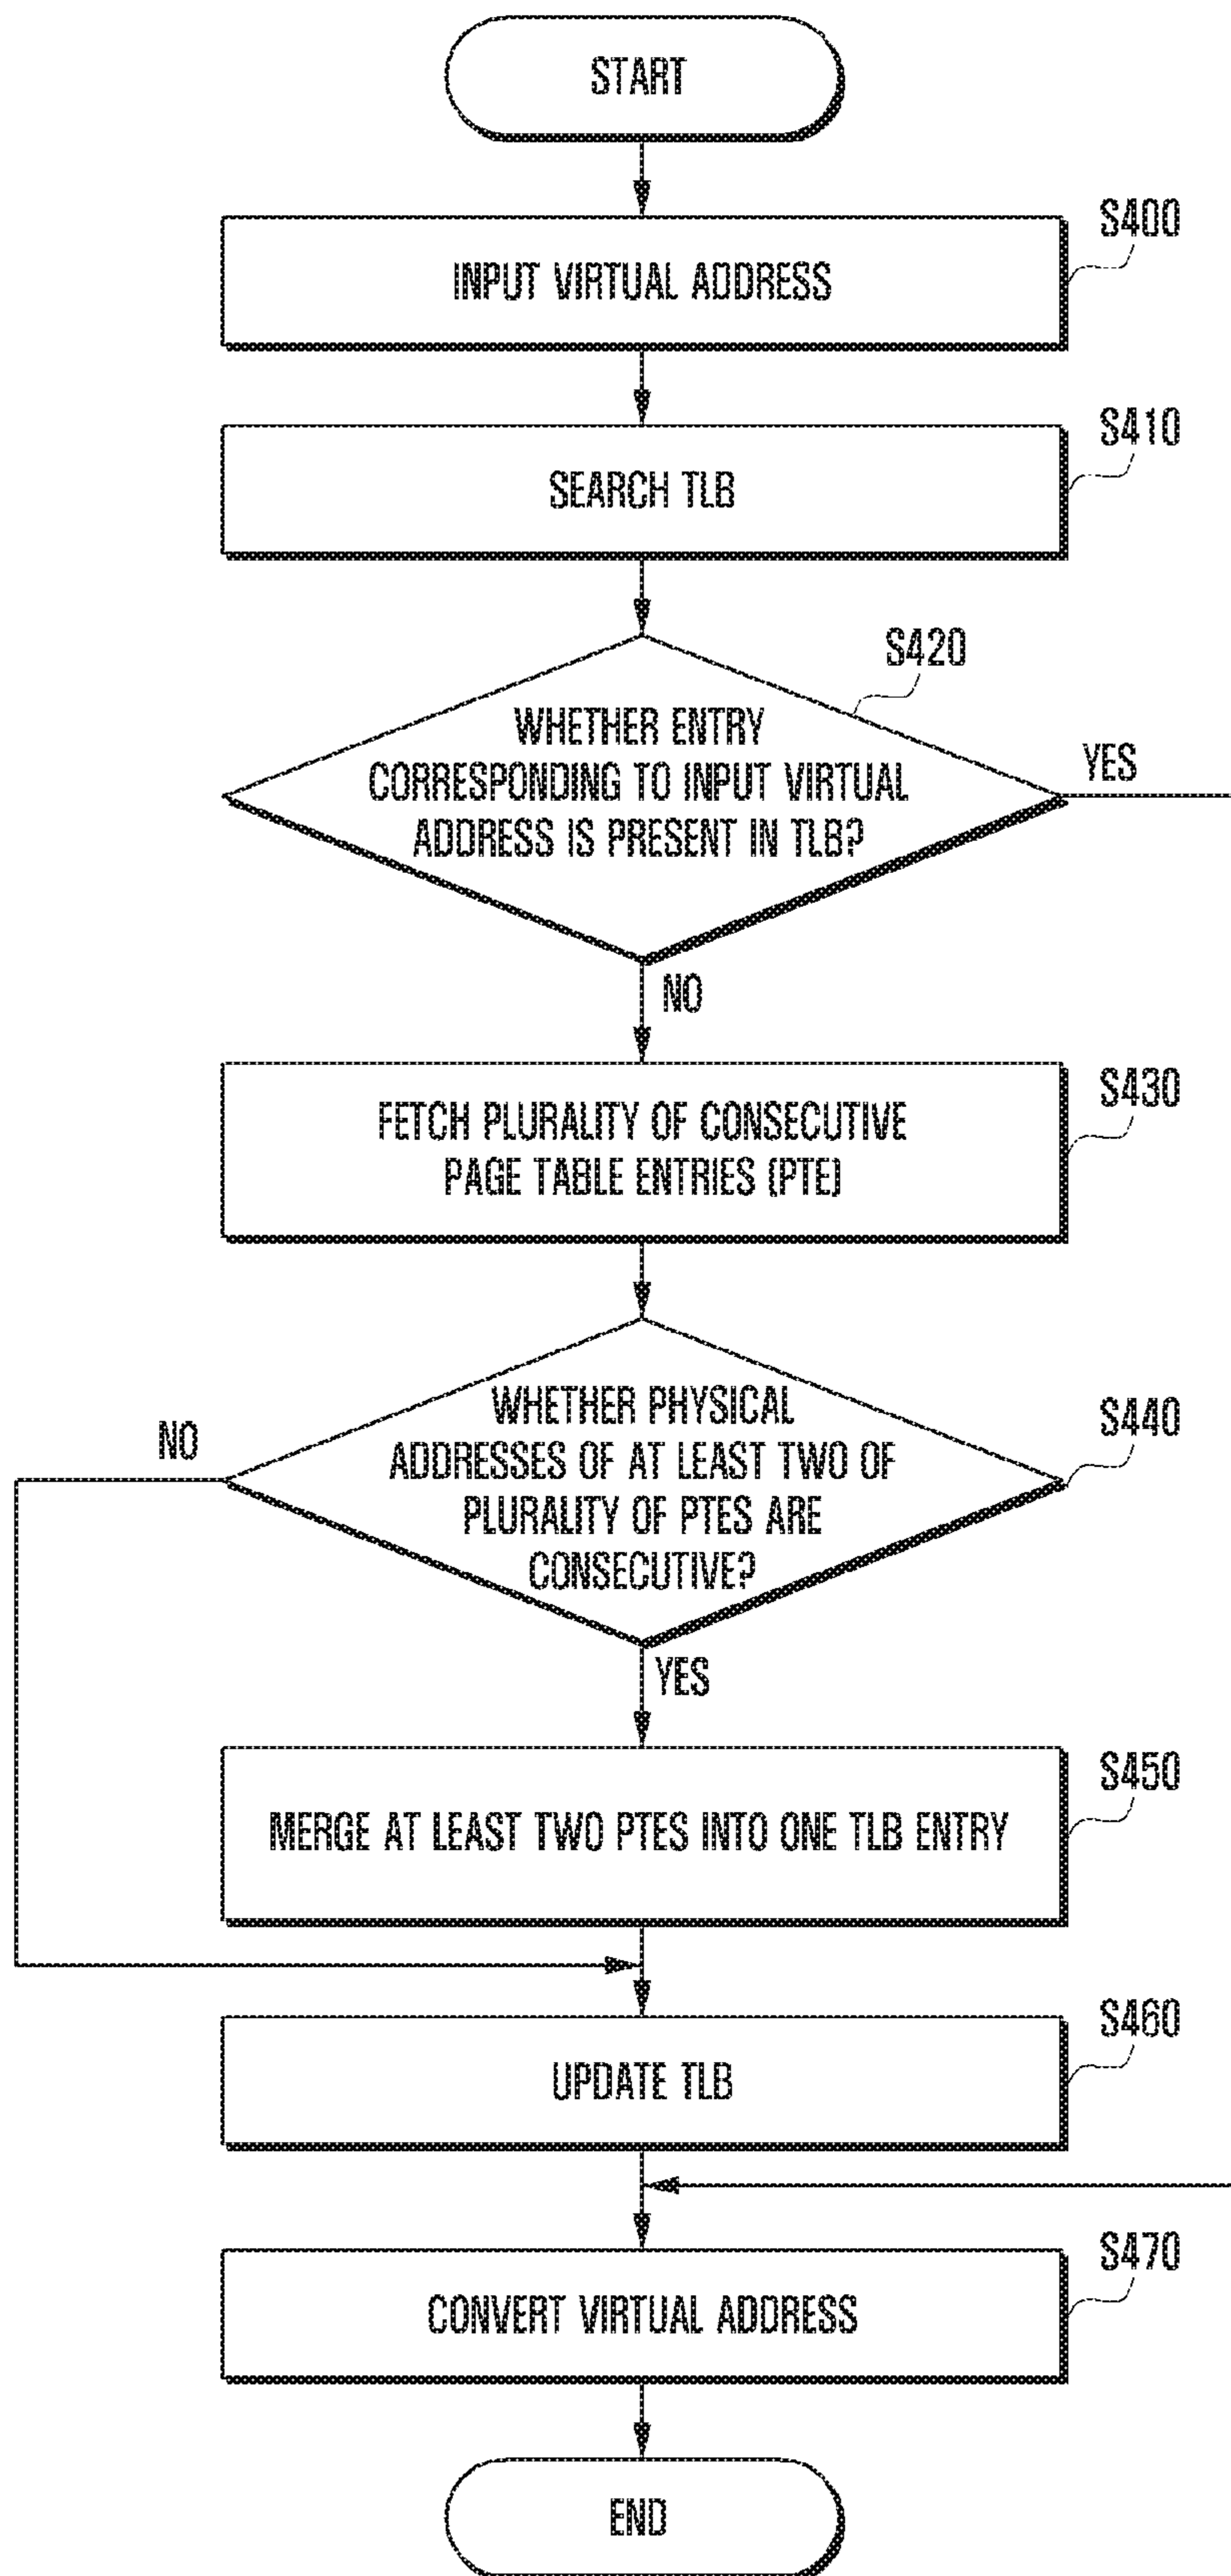 START
S400
INPUT VIRTUAL ADDRESS
S410
SEARCH TLB
S420
WHETHER ENTRY
CORRESPONDING TO INPUT VIRTUAL
ADDRESS IS PRESENT IN TLB?
YES
NO
S430
FETCH PLURALITY OF CONSECUTIVE
PAGE TABLE ENTRIES (PTE)
S440
WHETHER PHYSICAL
ADDRESSES OF AT LEAST TWO OF
PLURALITY OF PTES ARE
CONSECUTIVE?
NO
YES
S450
MERGE AT LEAST TWO PTES INTO ONE TLB ENTRY
S460
UPDATE TLB
S470
CONVERT VIRTUAL ADDRESS
END